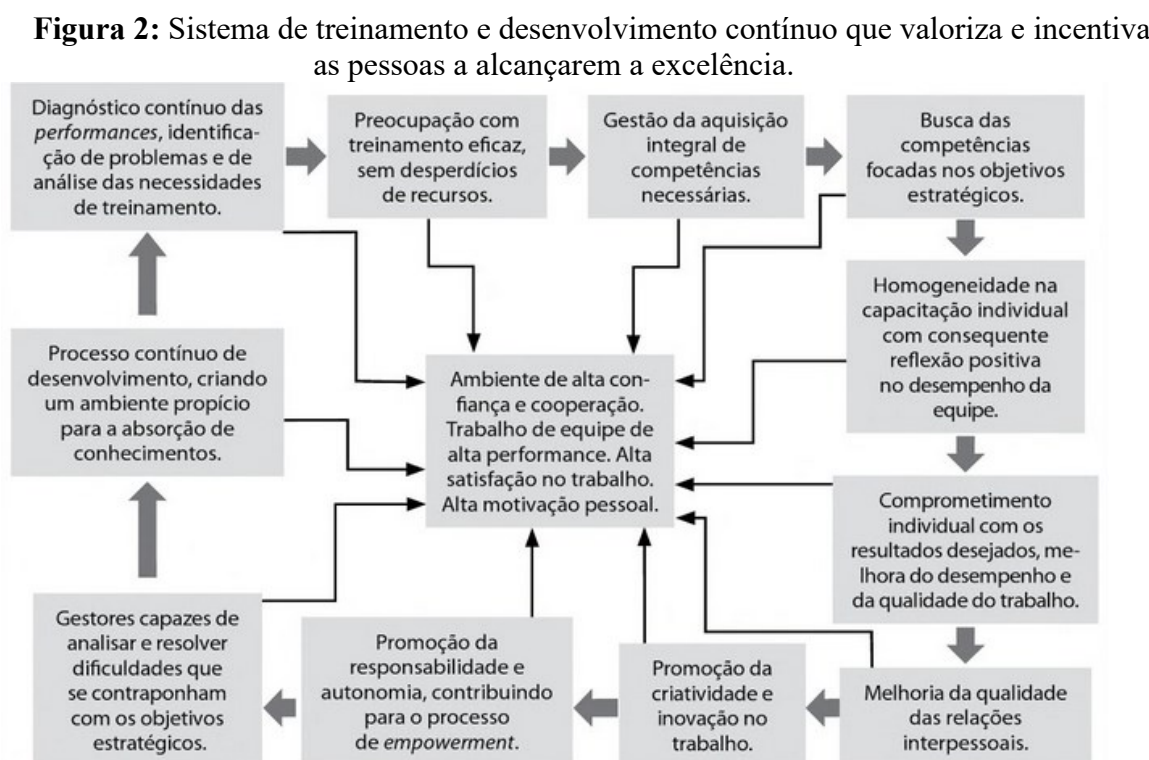 Figura 2: Sistema de treinamento e desenvolvimento contínuo que valoriza e incentiva
as pessoas a alcançarem a excelência.
Diagnóstico contínuo das
performances, identifica-
ção de problemas e de
análise das necessidades
de treinamento.
Preocupação com
treinamento eficaz,
sem desperdícios
de recursos.
Gestão da aquisição
integral de
competências
necessárias.
Busca das
competências
focadas nos objetivos
estratégicos.
Homogeneidade na
capacitação individual
com consequente
reflexão positiva
no desempenho da
equipe.
Processo contínuo de
desenvolvimento, criando
um ambiente propício
para a absorção de
conhecimentos.
Ambiente de alta con-
fiança e cooperação.
Trabalho de equipe de
alta performance. Alta
satisfação no trabalho.
Alta motivação pessoal.
Comprometimento
individual com os
resultados desejados, me-
lhora do desempenho e
da qualidade do trabalho.
Gestores capazes de
analisar e resolver
dificuldades que
se contraponham
com os objetivos
estratégicos.
Promoção da
responsabilidade e
autonomia, contribuindo
para o processo
de empowerment.
Promoção da
criatividade e
inovação no
trabalho.
Melhoria da qualidade
das relações
interpessoais.